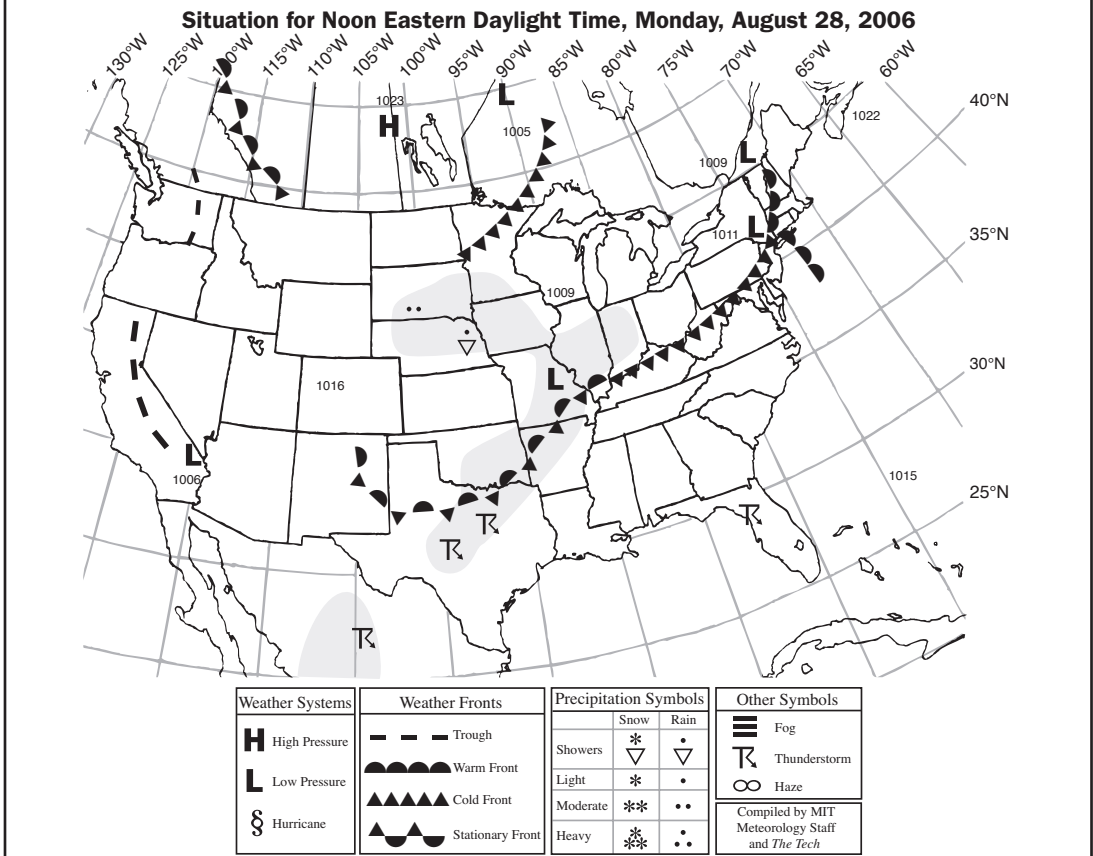 Situation for Noon Eastern Daylight Time, Monday, August 28, 2006
130°W
125°W
120°W
115°W
110°W
105°W
100°W
95°W
90°W
85°W
80°W
75°W
70°W
65°W
60°W
40°N
35°N
30°N
25°N
1023
H
L
1005
1022
1009
L
1011
L
1009
1016
L
L
1006
1015
Weather Systems
H High Pressure
L Low Pressure
§ Hurricane
Weather Fronts
Trough
Warm Front
Cold Front
Stationary Front
Precipitation Symbols
Snow Rain
Showers
Light
Moderate
Heavy
Other Symbols
Fog
Thunderstorm
Haze
Compiled by MIT
Meteorology Staff
and The Tech